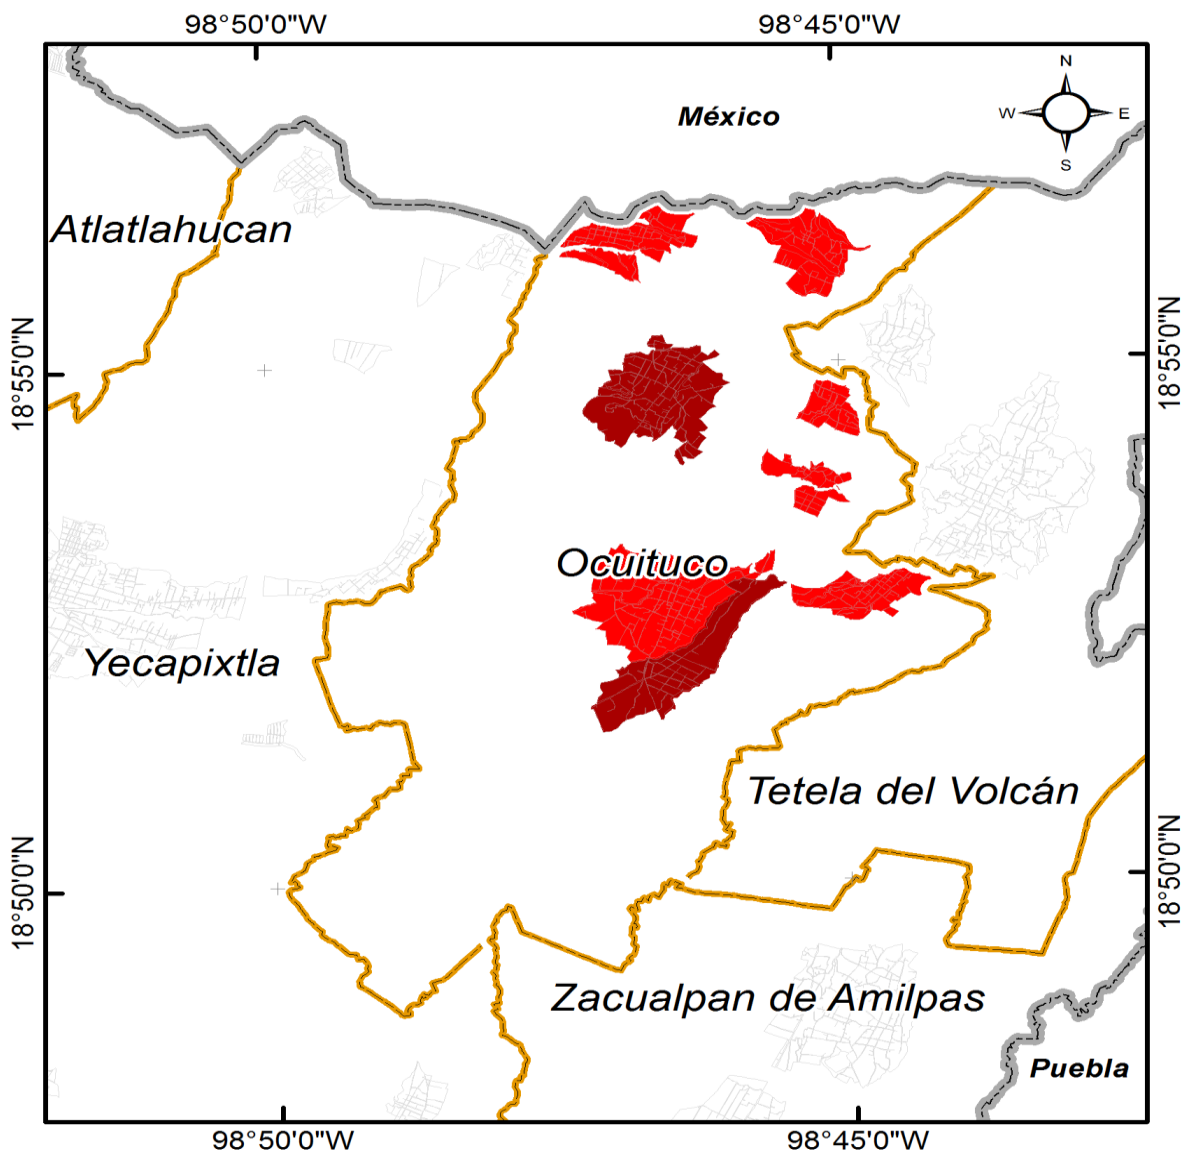 98°50'0"W
98°45'0"W
N
México
W
E
S
Atlatlahucan
18°55'0"N
18°55'0"N
Ocuituco
Yecapixtla
Tetela del Volcán
18°50'0"N
18°50'0"N
Zacualpan de Amilpas
Puebla
98°50'0"W
98°45'0"W